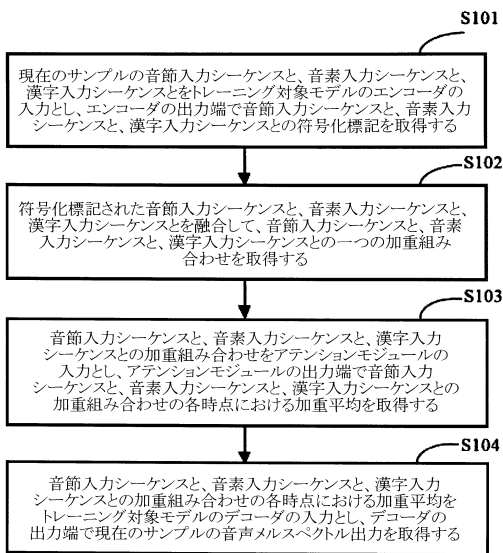 S101
現在のサンプルの音節入力シーケンスと、音素入力シーケンスと、
漢字入力シーケンスとをトレーニング対象モデルのエンコーダの
入力とし、エンコーダの出力端で音節入力シーケンスと、音素入力
シーケンスと、漢字入力シーケンスとの符号化標記を取得する
S102
符号化標記された音節入力シーケンスと、音素入力シーケンスと、
漢字入力シーケンスとを融合して、音節入力シーケンスと、音素
入力シーケンスと、漢字入力シーケンスとの一つの加重組み
合わせを取得する
S103
音節入力シーケンスと、音素入力シーケンスと、漢字入力
シーケンスとの加重組み合わせをアテンションモジュールの
入力とし、アテンションモジュールの出力端で音節入力
シーケンスと、音素入力シーケンスと、漢字入力シーケンスとの
加重組み合わせの各時点における加重平均を取得する
S104
音節入力シーケンスと、音素入力シーケンスと、漢字入力
シーケンスとの加重組み合わせの各時点における加重平均を
トレーニング対象モデルのデコーダの入力とし、デコーダの
出力端で現在のサンプルの音声メルスペクトル出力を取得する